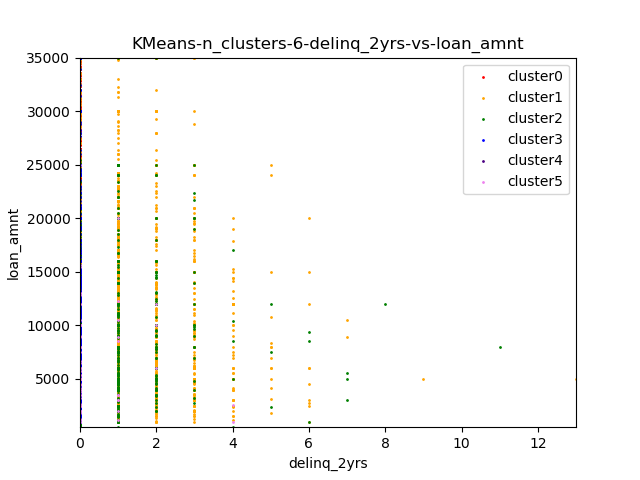 KMeans-n_clusters-6-delinq_2yrs-vs-loan_amnt
35000
30000
25000
20000
15000
10000
5000
loan_amnt
cluster0
cluster1
cluster2
cluster3
cluster4
cluster5
0 2 4 6 8 10 12
delinq_2yrs